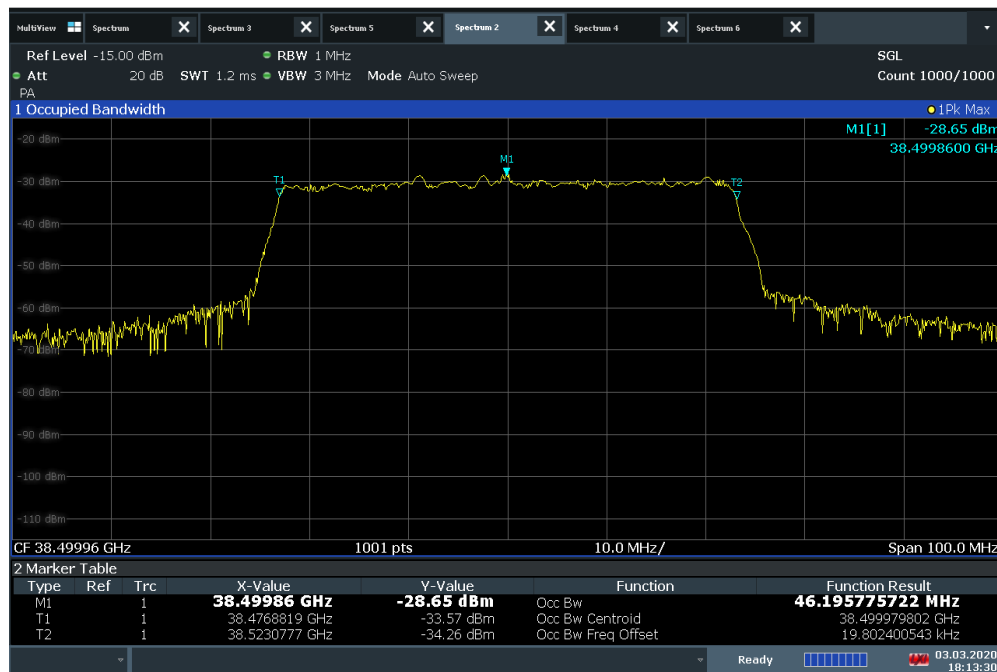 MultiView Spectrum Spectrum 3 Spectrum 5 Spectrum 2 Spectrum 4 Spectrum 6
Ref Level -15.00 dBm RBW 1 MHz SGL
Att 20 dB SWT 1.2 ms VBW 3 MHz Mode Auto Sweep Count 1000/1000
PA
1 Occupied Bandwidth 1Pk Max
M1[1] -28.65 dBm
38.4998600 GHz
-20 dBm
M1
T1 T2
-30 dBm
-40 dBm
-50 dBm
-60 dBm
-70 dBm
-80 dBm
-90 dBm
-100 dBm
-110 dBm
CF 38.49996 GHz 1001 pts 10.0 MHz/ Span 100.0 MHz
2 Marker Table
Type Ref Trc X-Value Y-Value Function Function Result
M1 1 38.49986 GHz -28.65 dBm Occ Bw 46.195775722 MHz
T1 1 38.4768819 GHz -33.57 dBm Occ Bw Centroid 38.499979802 GHz
T2 1 38.5230777 GHz -34.26 dBm Occ Bw Freq Offset 19.802400543 kHz
Ready 03.03.2020
18:13:30